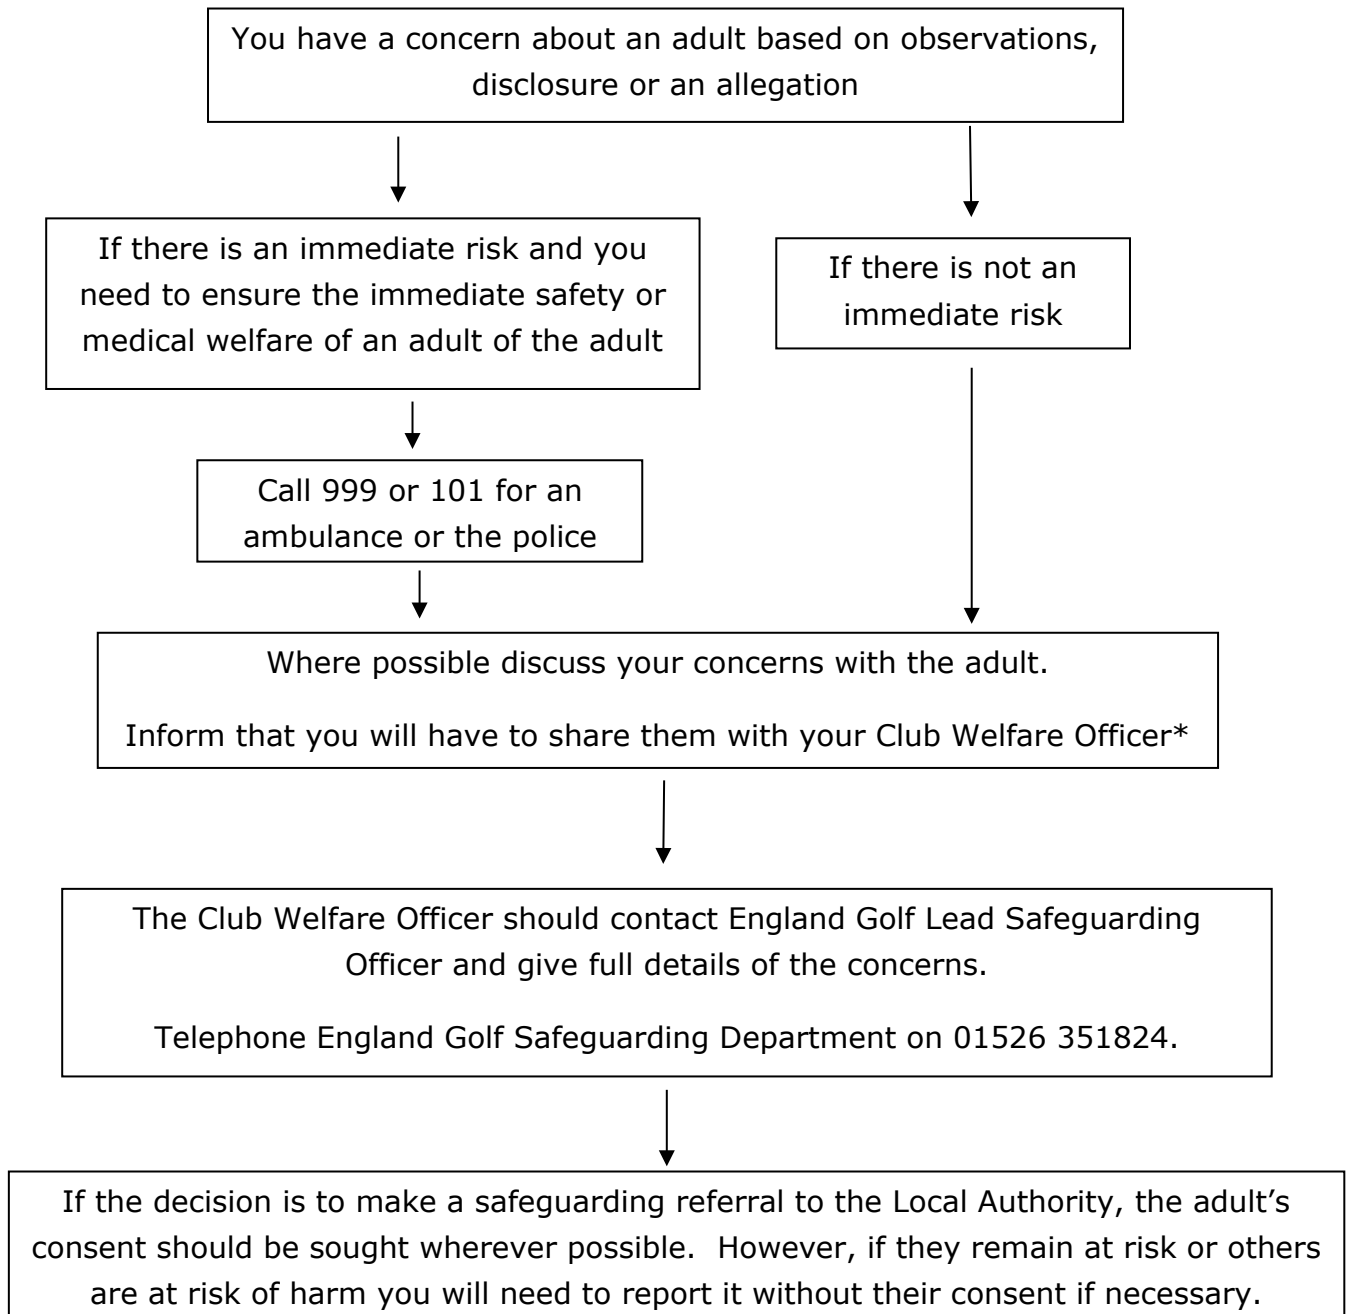 You have a concern about an adult based on observations,
disclosure or an allegation
If there is an immediate risk and you
need to ensure the immediate safety or
medical welfare of an adult of the adult
If there is not an
immediate risk
Call 999 or 101 for an
ambulance or the police
Where possible discuss your concerns with the adult.
Inform that you will have to share them with your Club Welfare Officer*
The Club Welfare Officer should contact England Golf Lead Safeguarding
Officer and give full details of the concerns.
Telephone England Golf Safeguarding Department on 01526 351824.
If the decision is to make a safeguarding referral to the Local Authority, the adult’s
consent should be sought wherever possible.  However, if they remain at risk or others
are at risk of harm you will need to report it without their consent if necessary.